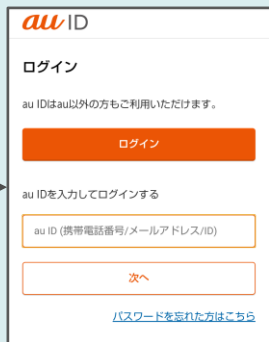 au ID
ログイン
au IDはau以外の方もご利用いただけます。
ログイン
au IDを入力してログインする
au ID (携帯電話番号/メールアドレス/ID)
次へ
パスワードを忘れた方はこちら